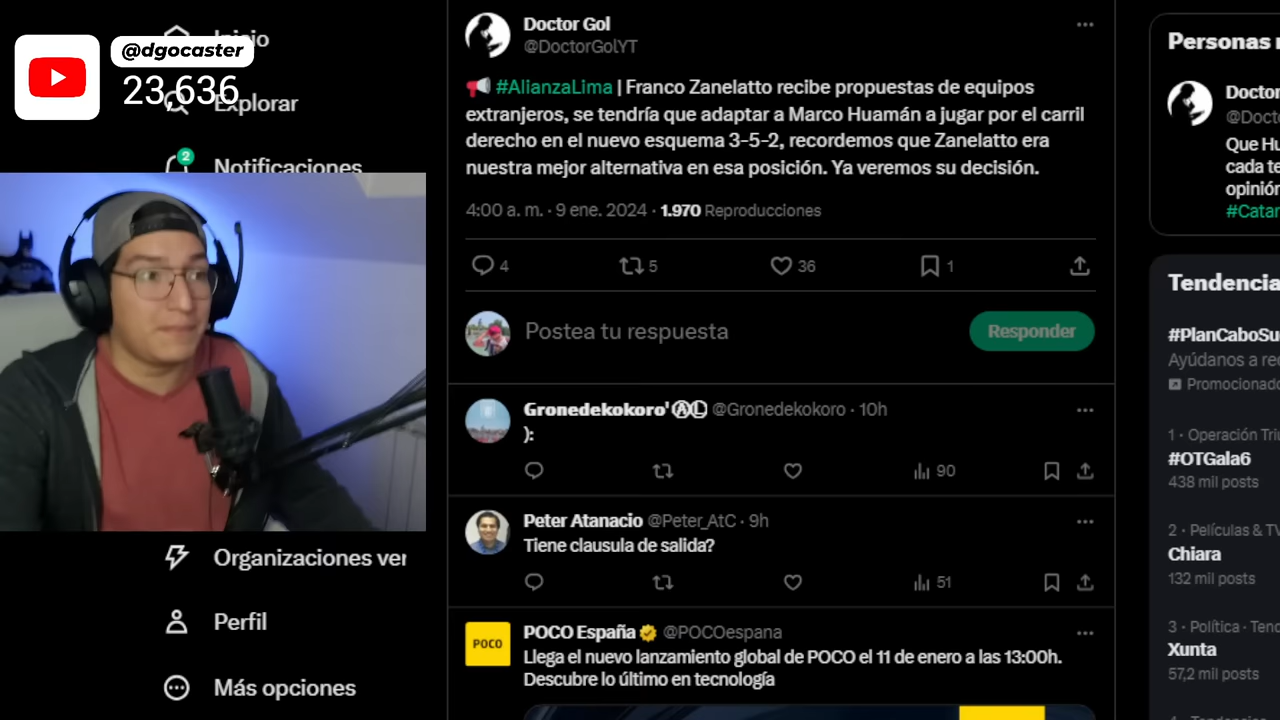 @dgocaster
23,636
Inicio
Explorar
2
Notificaciones
Organizaciones ver
Perfil
Más opciones
Doctor Gol
@DoctorGolYT
#AlianzaLima | Franco Zanelatto recibe propuestas de equipos
extranjeros, se tendría que adaptar a Marco Huamán a jugar por el carril
derecho en el nuevo esquema 3-5-2, recordemos que Zanelatto era
nuestra mejor alternativa en esa posición. Ya veremos su decisión.
4:00 a. m. · 9 ene. 2024 · 1.970 Reproducciones
4 5 36 1
Postea tu respuesta
Responder
Gronedekokoro'ⒶⓁ @Gronedekokoro · 10h
):
90
Peter Atanacio @Peter_AtC · 9h
Tiene clausula de salida?
51
POCO
POCO España @POCOespana
Llega el nuevo lanzamiento global de POCO el 11 de enero a las 13:00h.
Descubre lo último en tecnología
Personas r
Doctor
@Docto
Que Hu
cada te
opinión
#Catar
Tendencia
#PlanCaboSu
Ayúdanos a re
Promocionado
1 · Operación Tri
#OTGala6
438 mil posts
2 · Películas & TV
Chiara
132 mil posts
3 · Política · Tend
Xunta
57,2 mil posts